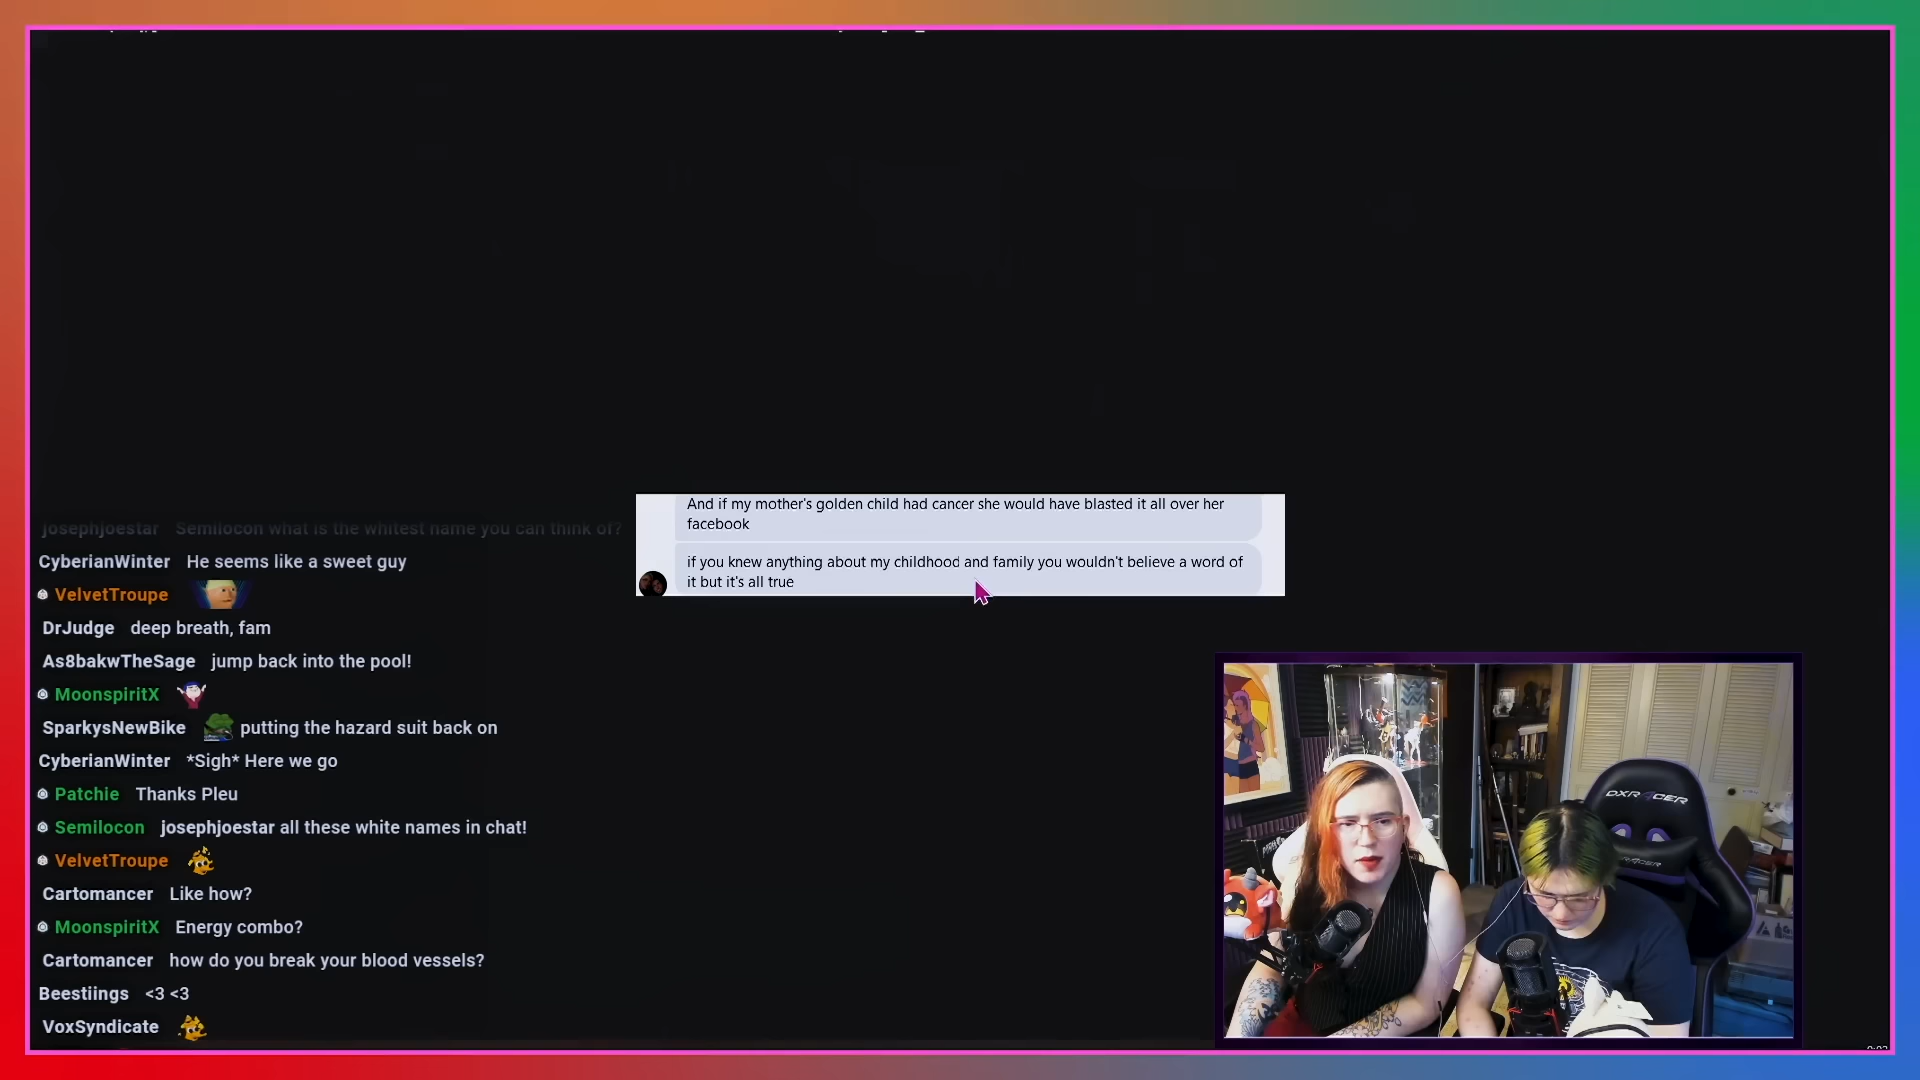 josephjoestar Semilocon what is the whitest name you can think of?
CyberianWinter He seems like a sweet guy
VelvetTroupe
DrJudge deep breath, fam
As8bakwTheSage jump back into the pool!
MoonspiritX
SparkysNewBike putting the hazard suit back on
CyberianWinter *Sigh* Here we go
Patchie Thanks Pleu
Semilocon josephjoestar all these white names in chat!
VelvetTroupe
Cartomancer Like how?
MoonspiritX Energy combo?
Cartomancer how do you break your blood vessels?
Beestiings <3 <3
VoxSyndicate
And if my mother's golden child had cancer she would have blasted it all over her
facebook
if you knew anything about my childhood and family you wouldn't believe a word of
it but it's all true
DXRACER